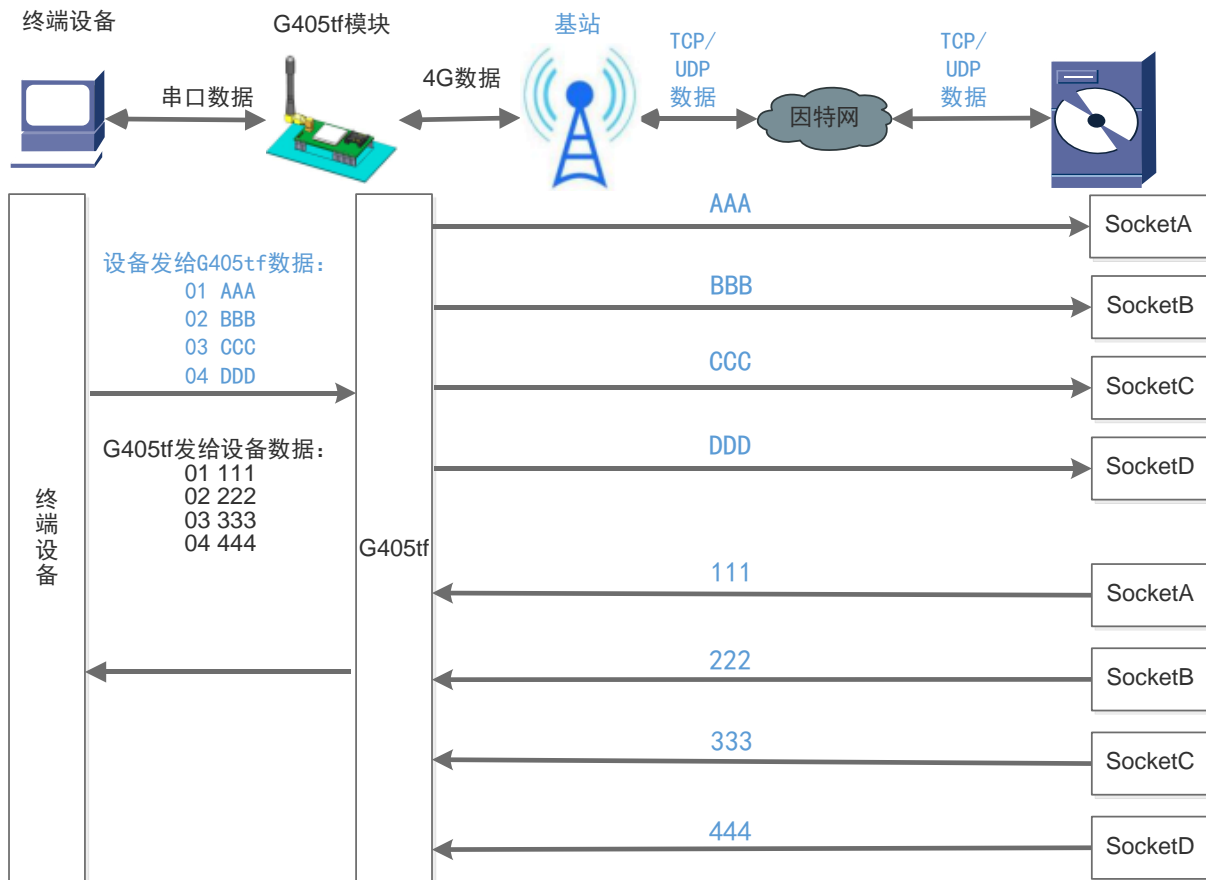 终端设备
G405tf模块
基站
TCP/
UDP
数据
TCP/
UDP
数据
串口数据
4G数据
因特网
AAA
SocketA
设备发给G405tf数据：
01 AAA
02 BBB
03 CCC
04 DDD
BBB
SocketB
CCC
SocketC
G405tf发给设备数据：
01 111
02 222
03 333
04 444
DDD
SocketD
终
端
设
备
G405tf
111
SocketA
222
SocketB
333
SocketC
444
SocketD